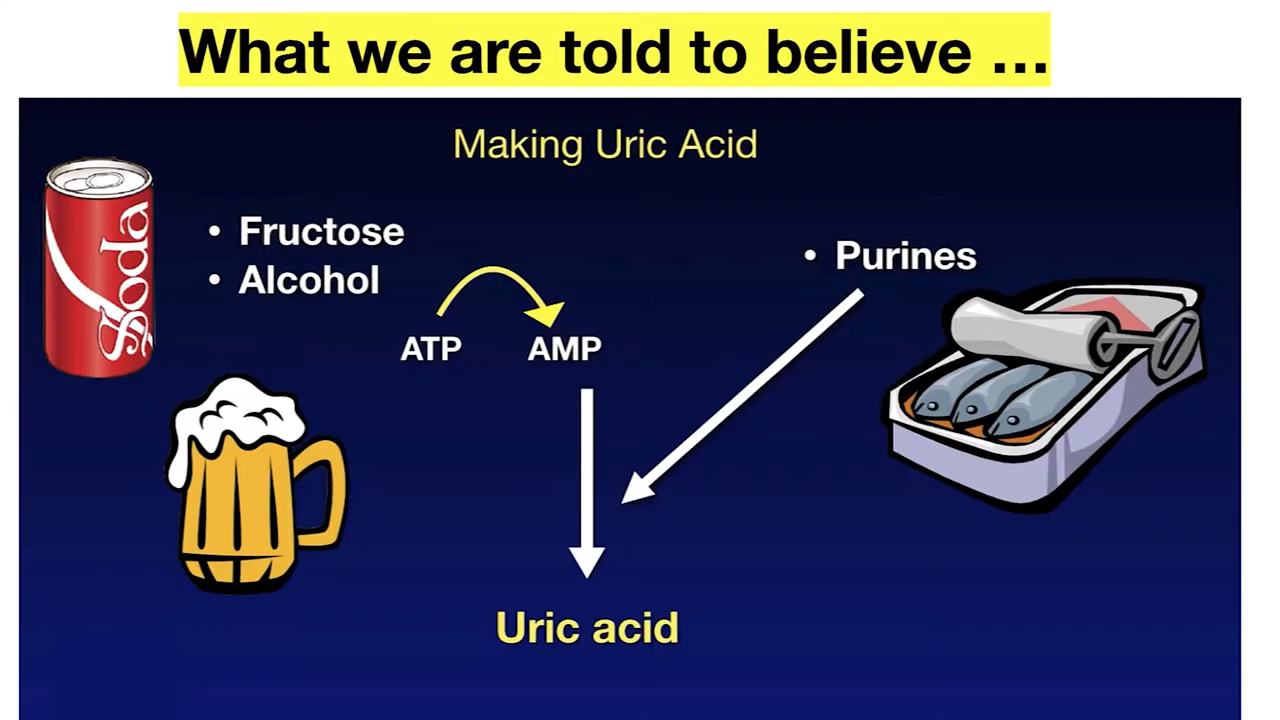 What we are told to believe ...
Making Uric Acid
Soda
• Fructose
• Alcohol
• Purines
ATP
AMP
Uric acid